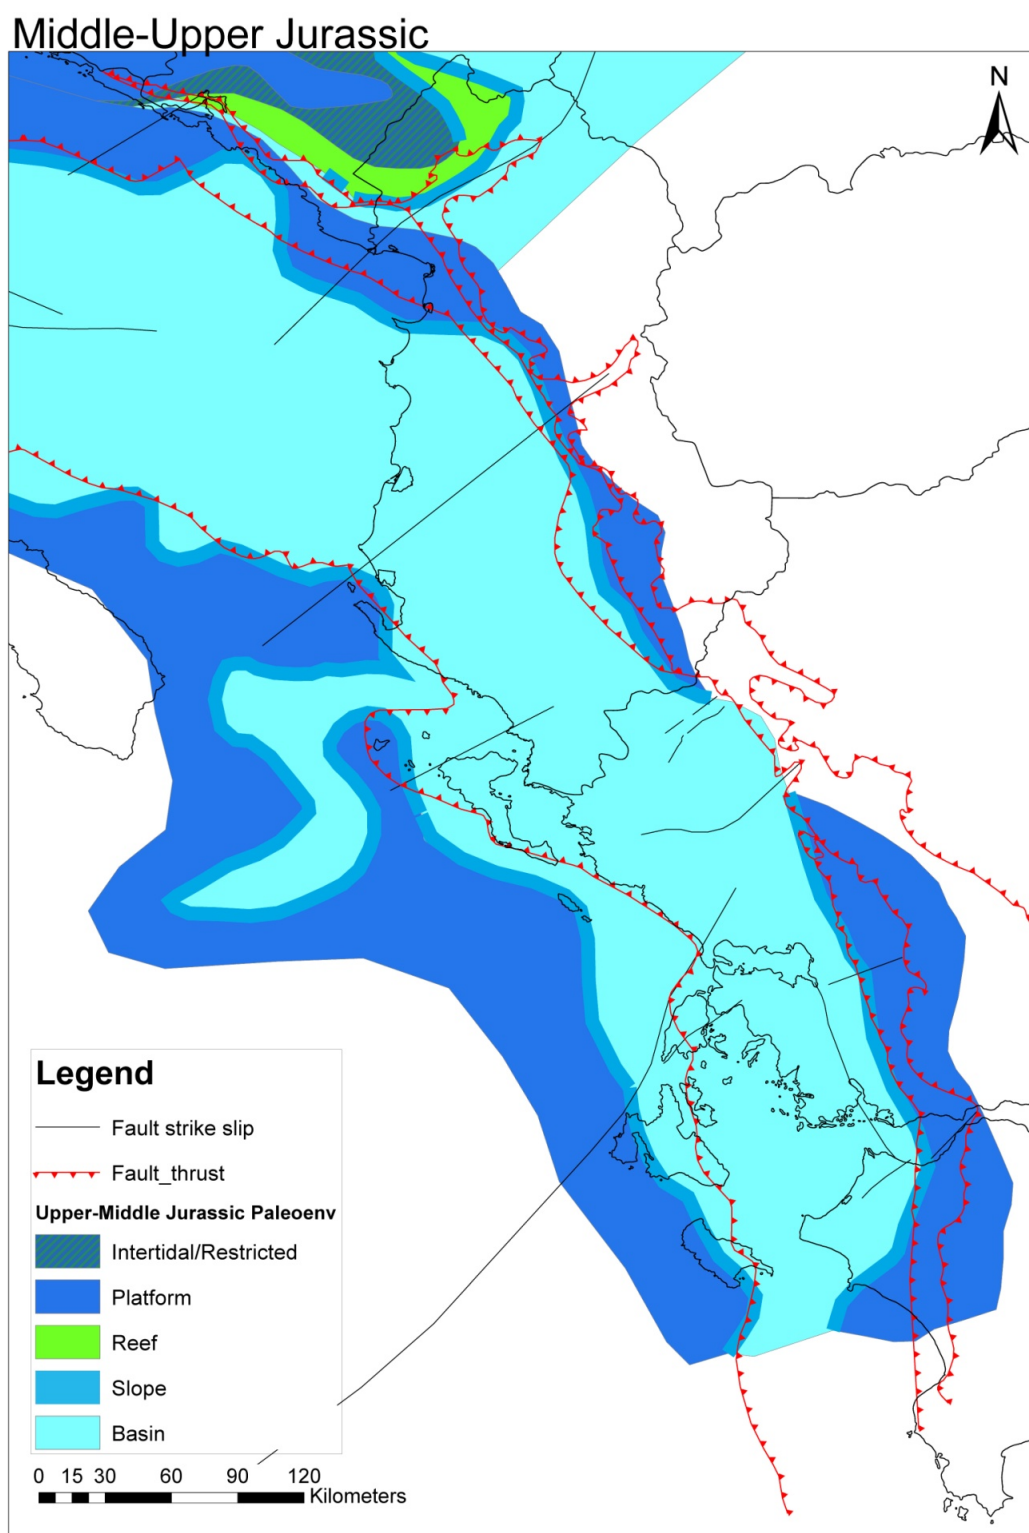 Middle-Upper Jurassic
N
Legend
Fault strike slip
Fault_thrust
Upper-Middle Jurassic Paleoenv
Intertidal/Restricted
Platform
Reef
Slope
Basin
0 15 30 60 90 120
Kilometers